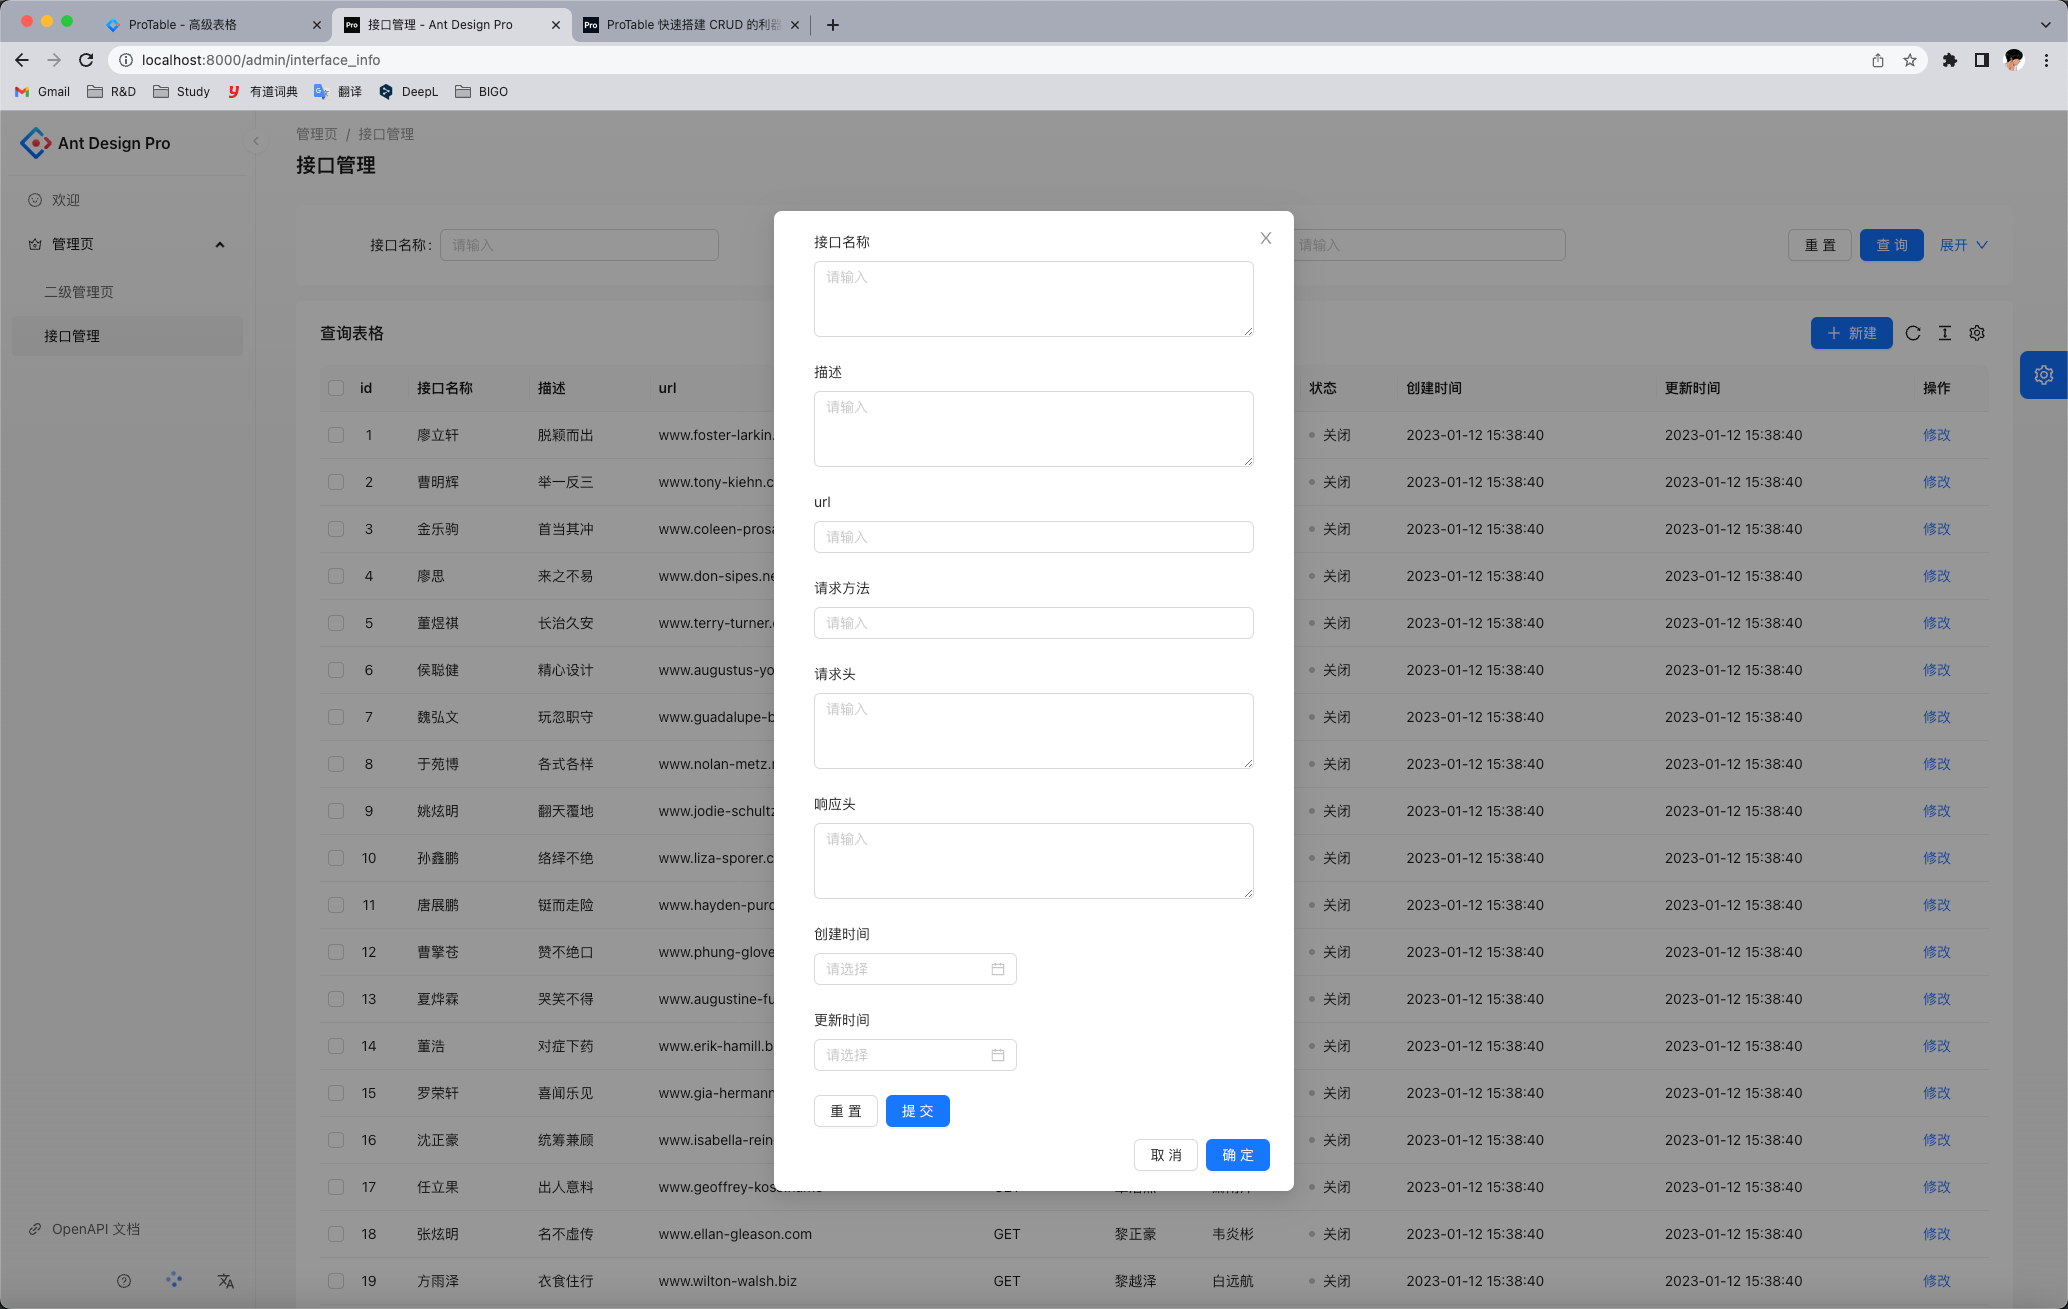 ProTable - 高级表格
接口管理 - Ant Design Pro
ProTable 快速搭建 CRUD 的利器
localhost:8000/admin/interface_info
Gmail R&D Study 有道词典 翻译 DeepL BIGO
Ant Design Pro
欢迎
管理页
二级管理页
接口管理
OpenAPI 文档
管理页 / 接口管理
接口管理
接口名称: 请输入 请输入 重 置 查 询 展开
查询表格 新建
id 接口名称 描述 url 状态 创建时间 更新时间 操作
1 廖立轩 脱颖而出 www.foster-larkin. 关闭 2023-01-12 15:38:40 2023-01-12 15:38:40 修改
2 曹明辉 举一反三 www.tony-kiehn.c 关闭 2023-01-12 15:38:40 2023-01-12 15:38:40 修改
3 金乐驹 首当其冲 www.coleen-prosa 关闭 2023-01-12 15:38:40 2023-01-12 15:38:40 修改
4 廖思 来之不易 www.don-sipes.ne 关闭 2023-01-12 15:38:40 2023-01-12 15:38:40 修改
5 董煜祺 长治久安 www.terry-turner. 关闭 2023-01-12 15:38:40 2023-01-12 15:38:40 修改
6 侯聪健 精心设计 www.augustus-yo 关闭 2023-01-12 15:38:40 2023-01-12 15:38:40 修改
7 魏弘文 玩忽职守 www.guadalupe-b 关闭 2023-01-12 15:38:40 2023-01-12 15:38:40 修改
8 于苑博 各式各样 www.nolan-metz. 关闭 2023-01-12 15:38:40 2023-01-12 15:38:40 修改
9 姚炫明 翻天覆地 www.jodie-schultz 关闭 2023-01-12 15:38:40 2023-01-12 15:38:40 修改
10 孙鑫鹏 络绎不绝 www.liza-sporer.c 关闭 2023-01-12 15:38:40 2023-01-12 15:38:40 修改
11 唐展鹏 铤而走险 www.hayden-purd 关闭 2023-01-12 15:38:40 2023-01-12 15:38:40 修改
12 曹擎苍 赞不绝口 www.phung-glove 关闭 2023-01-12 15:38:40 2023-01-12 15:38:40 修改
13 夏烨霖 哭笑不得 www.augustine-fu 关闭 2023-01-12 15:38:40 2023-01-12 15:38:40 修改
14 董浩 对症下药 www.erik-hamill.b 关闭 2023-01-12 15:38:40 2023-01-12 15:38:40 修改
15 罗荣轩 喜闻乐见 www.gia-hermann 关闭 2023-01-12 15:38:40 2023-01-12 15:38:40 修改
16 沈正豪 统筹兼顾 www.isabella-rein 关闭 2023-01-12 15:38:40 2023-01-12 15:38:40 修改
17 任立果 出人意料 www.geoffrey-koss 关闭 2023-01-12 15:38:40 2023-01-12 15:38:40 修改
18 张炫明 名不虚传 www.ellan-gleason.com GET 黎正豪 韦炎彬 关闭 2023-01-12 15:38:40 2023-01-12 15:38:40 修改
19 方雨泽 衣食住行 www.wilton-walsh.biz GET 黎越泽 白远航 关闭 2023-01-12 15:38:40 2023-01-12 15:38:40 修改
接口名称
请输入
描述
请输入
url
请输入
请求方法
请输入
请求头
请输入
响应头
请输入
创建时间
请选择
更新时间
请选择
重 置 提 交
取 消 确 定